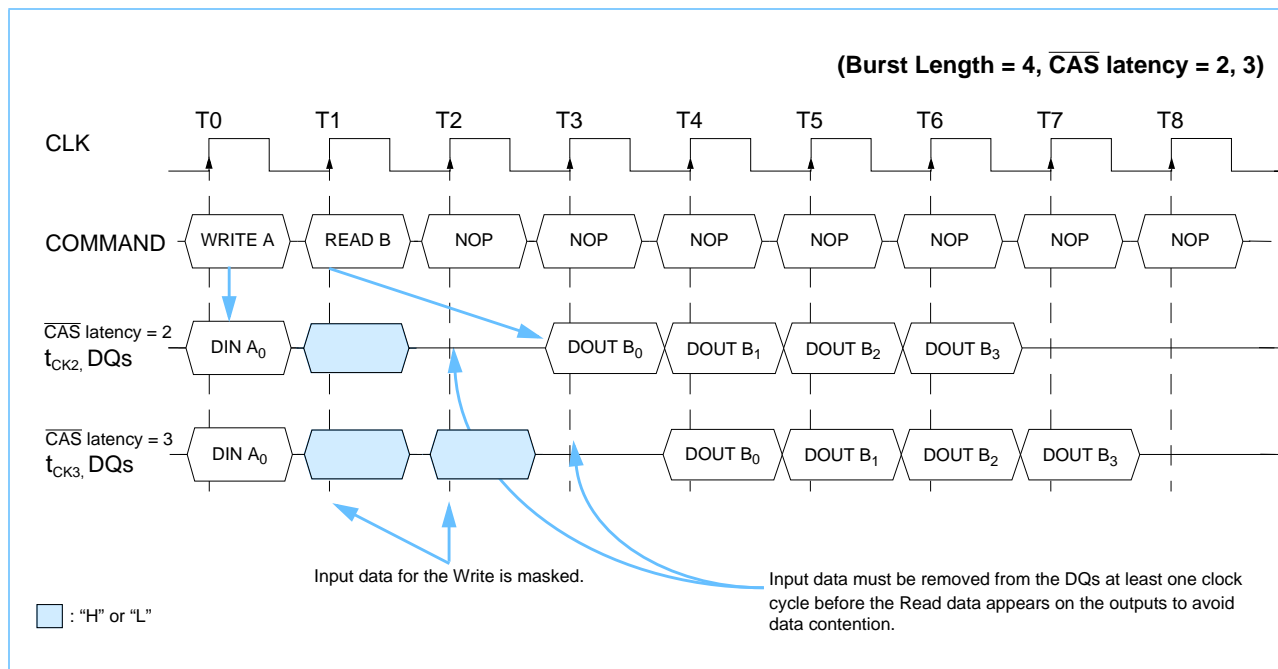 (Burst Length = 4, CAS latency = 2, 3)
T0 T1 T2 T3 T4 T5 T6 T7 T8
CLK
COMMAND WRITE A READ B NOP NOP NOP NOP NOP NOP NOP
CAS latency = 2
tCK2, DQs DIN A0 DOUT B0 DOUT B1 DOUT B2 DOUT B3
CAS latency = 3
tCK3, DQs DIN A0 DOUT B0 DOUT B1 DOUT B2 DOUT B3
Input data for the Write is masked.
Input data must be removed from the DQs at least one clock
cycle before the Read data appears on the outputs to avoid
data contention.
: “H” or “L”